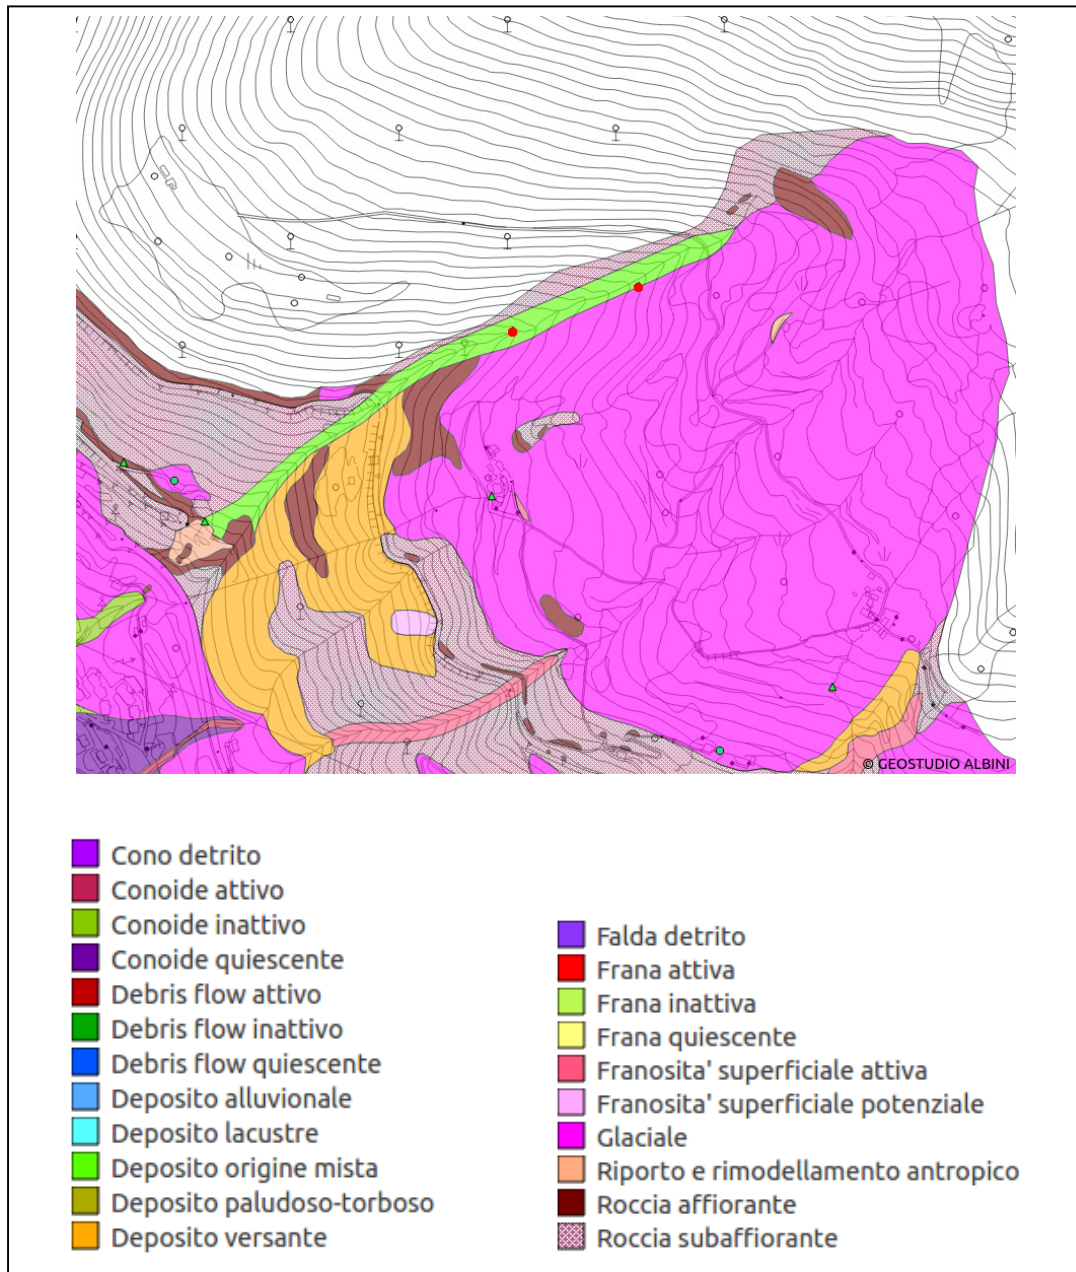 © GEOSTUDIO ALBINI
Cono detrito
Conoide attivo
Conoide inattivo
Conoide quiescente
Debris flow attivo
Debris flow inattivo
Debris flow quiescente
Deposito alluvionale
Deposito lacustre
Deposito origine mista
Deposito paludoso-torboso
Deposito versante
Falda detrito
Frana attiva
Frana inattiva
Frana quiescente
Franosita' superficiale attiva
Franosita' superficiale potenziale
Glaciale
Riporto e rimodellamento antropico
Roccia affiorante
Roccia subaffiorante